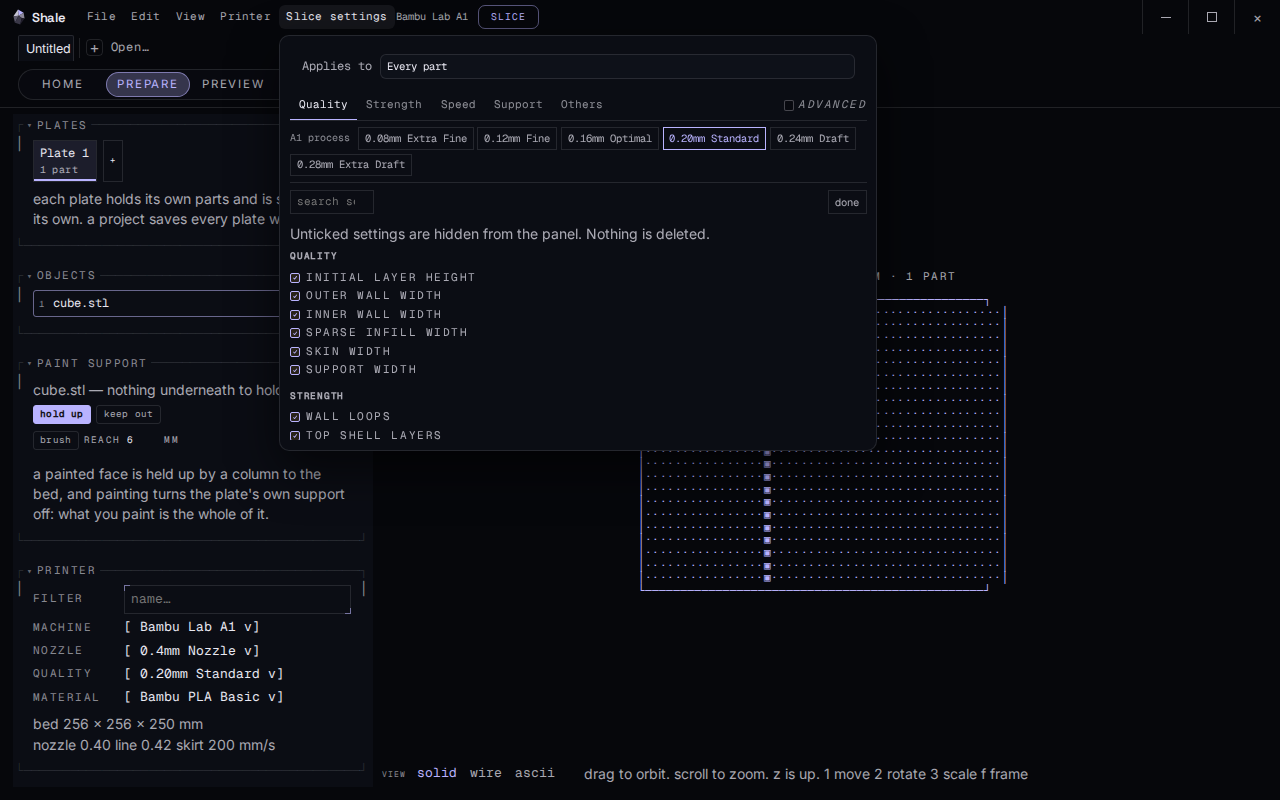 Shale File Edit View Printer Slice settings Bambu Lab A1 SLICE
Untitled + Open…
HOME PREPARE PREVIEW
Applies to Every part
Quality Strength Speed Support Others ADVANCED
A1 process 0.08mm Extra Fine 0.12mm Fine 0.16mm Optimal 0.20mm Standard 0.24mm Draft
0.28mm Extra Draft
search s
done
Unticked settings are hidden from the panel. Nothing is deleted.
QUALITY
INITIAL LAYER HEIGHT
OUTER WALL WIDTH
INNER WALL WIDTH
SPARSE INFILL WIDTH
SKIN WIDTH
SUPPORT WIDTH
STRENGTH
WALL LOOPS
TOP SHELL LAYERS
PLATES
Plate 1
1 part
+
each plate holds its own parts and is
its own. a project saves every plate
OBJECTS
1 cube.stl
PAINT SUPPORT
cube.stl — nothing underneath to hold
hold up keep out
brush REACH 6 MM
a painted face is held up by a column to the
bed, and painting turns the plate's own support
off: what you paint is the whole of it.
PRINTER
FILTER name…
MACHINE [ Bambu Lab A1 v]
NOZZLE [ 0.4mm Nozzle v]
QUALITY [ 0.20mm Standard v]
MATERIAL [ Bambu PLA Basic v]
bed 256 × 256 × 250 mm
nozzle 0.40 line 0.42 skirt 200 mm/s
· 1 PART
VIEW solid wire ascii drag to orbit. scroll to zoom. z is up. 1 move 2 rotate 3 scale f frame